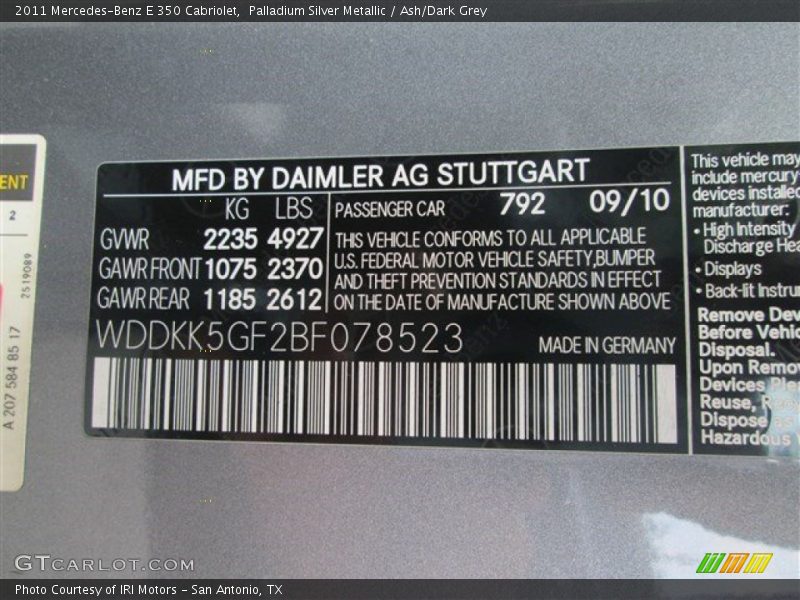 2011 Mercedes-Benz E 350 Cabriolet,  Palladium Silver Metallic / Ash/Dark Grey
ENT
2
2519089
A 207 584 85 17
MFD BY DAIMLER AG STUTTGART
KG LBS
GVWR 2235 4927
GAWR FRONT 1075 2370
GAWR REAR 1185 2612
PASSENGER CAR 792 09/10
THIS VEHICLE CONFORMS TO ALL APPLICABLE
U.S. FEDERAL MOTOR VEHICLE SAFETY,BUMPER
AND THEFT PREVENTION STANDARDS IN EFFECT
ON THE DATE OF MANUFACTURE SHOWN ABOVE
WDDKK5GF2BF078523
MADE IN GERMANY
This vehicle may
include mercury
devices installed
manufacturer:
• High Intensity
Discharge Hea
• Displays
• Back-lit Instru
Remove Dev
Before Vehic
Disposal.
Upon Remov
Devices
Reuse,
Dispose as
Hazardous
GTCARLOT.COM
Photo Courtesy of IRI Motors - San Antonio, TX